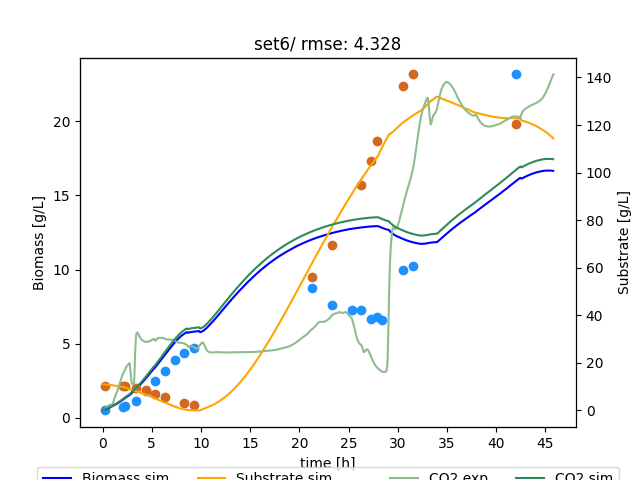 set6/ rmse: 4.328
Biomass [g/L]
Substrate [g/L]
20
15
10
5
0
140
120
100
80
60
40
20
0
0 5 10 15 20 25 30 35 40 45
time [h]
Biomass sim Substrate sim CO2 exp CO2 sim